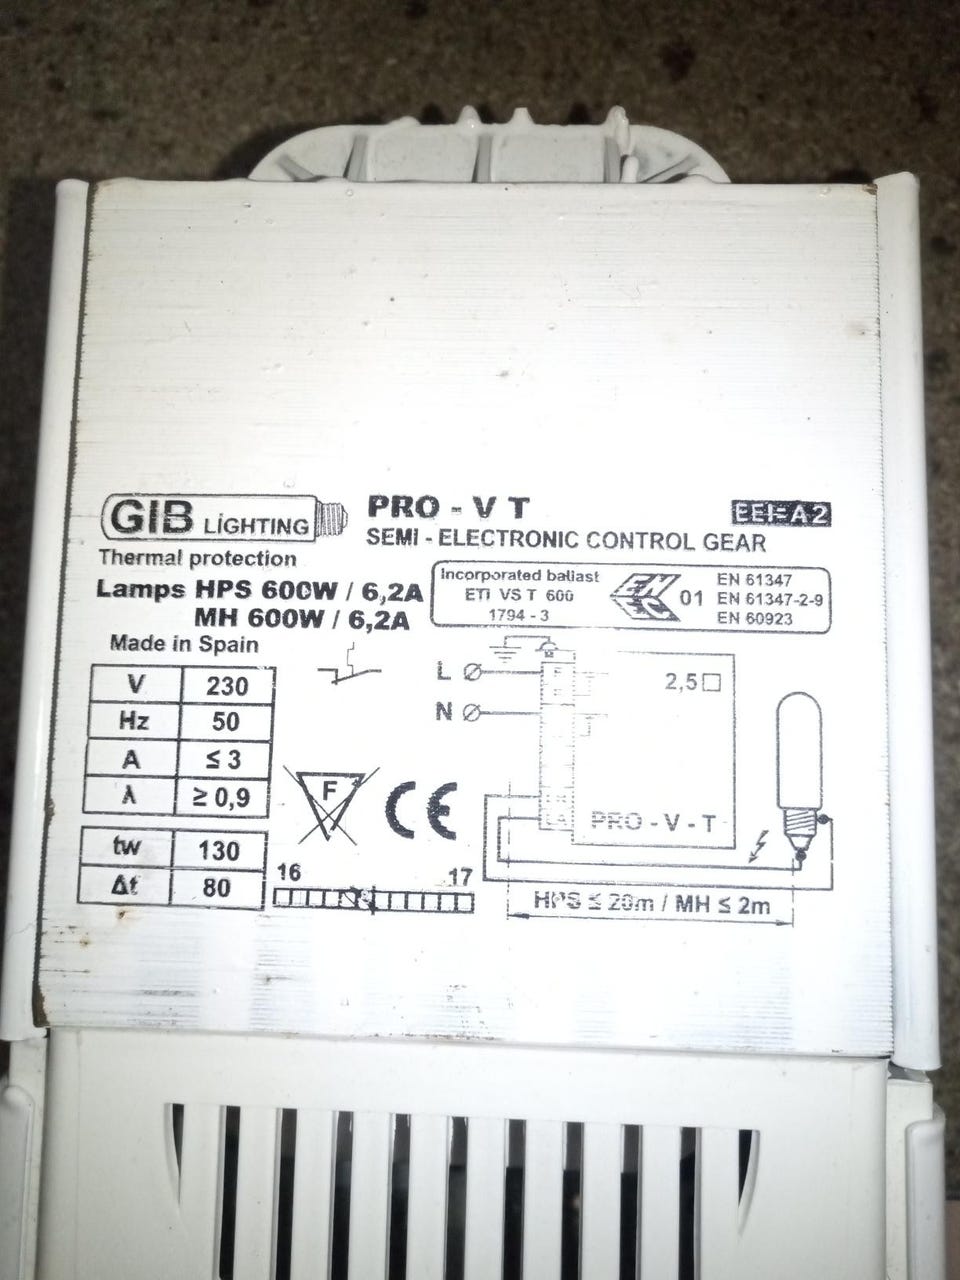 GIB LiGHTING
PRO - V T
EEI=A2
SEMI - ELECTRONIC CONTROL GEAR
Thermal protection
Lamps HPS 600W / 6,2A
MH 600W / 6,2A
Made in Spain
Incorporated ballast
ETI VS T 600
1794 - 3
01
EN 61347
EN 61347-2-9
EN 60923
V 230
Hz 50
A ≤ 3
λ ≥ 0,9
tw 130
Δt 80
F
CE
16 17
L
N
2,5
PRO - V - T
HPS ≤ 20m / MH ≤ 2m